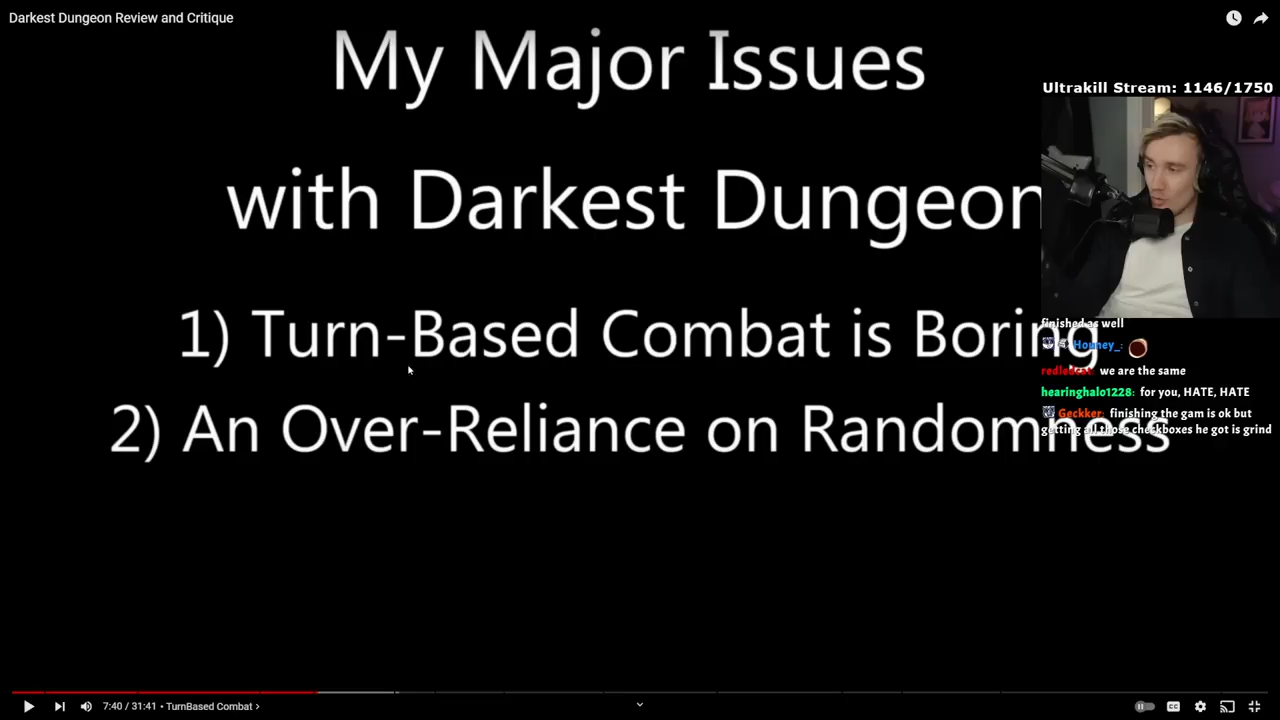 Darkest Dungeon Review and Critique
My Major Issues
with Darkest Dungeon
1) Turn-Based Combat is Boring
2) An Over-Reliance on Randomness
Ultrakill Stream: 1146/1750
finished as well
Houney_:
redledcat: we are the same
hearinghalo1228: for you, HATE, HATE
Geckker: finishing the gam is ok but
getting all those checkboxes he got is grind
7:40 / 31:41 • TurnBased Combat >
CC